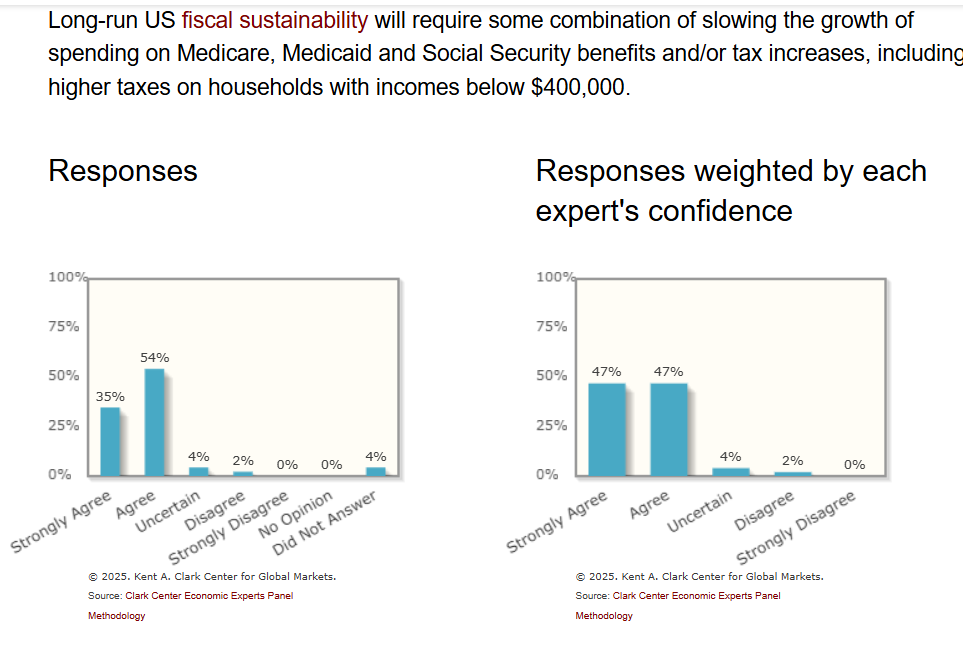 Long-run US fiscal sustainability will require some combination of slowing the growth of
spending on Medicare, Medicaid and Social Security benefits and/or tax increases, including
higher taxes on households with incomes below $400,000.
Responses
100%
75%
50%
25%
0%
35%
54%
4%
2%
0%
0%
4%
Strongly Agree
Agree
Uncertain
Disagree
Strongly Disagree
No Opinion
Did Not Answer
© 2025. Kent A. Clark Center for Global Markets.
Source: Clark Center Economic Experts Panel
Methodology
Responses weighted by each
expert's confidence
100%
75%
50%
25%
0%
47%
47%
4%
2%
0%
Strongly Agree
Agree
Uncertain
Disagree
Strongly Disagree
© 2025. Kent A. Clark Center for Global Markets.
Source: Clark Center Economic Experts Panel
Methodology